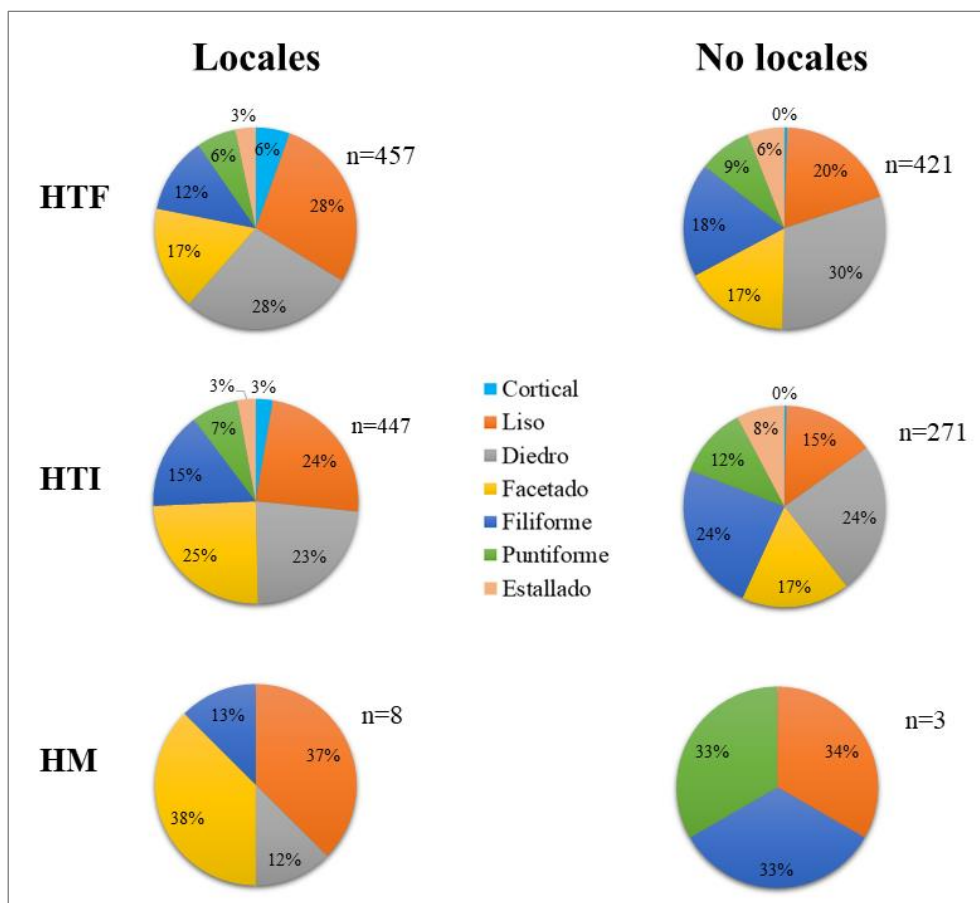 Locales
No locales
HTF
3%
6%
28%
28%
17%
12%
6%
n=457
0%
20%
30%
17%
18%
9%
6%
n=421
HTI
3%
3%
24%
23%
25%
15%
7%
n=447
Cortical
Liso
Diedro
Facetado
Filiforme
Puntiforme
Estallado
0%
15%
24%
17%
24%
12%
8%
n=271
HM
37%
12%
38%
13%
n=8
34%
33%
33%
n=3